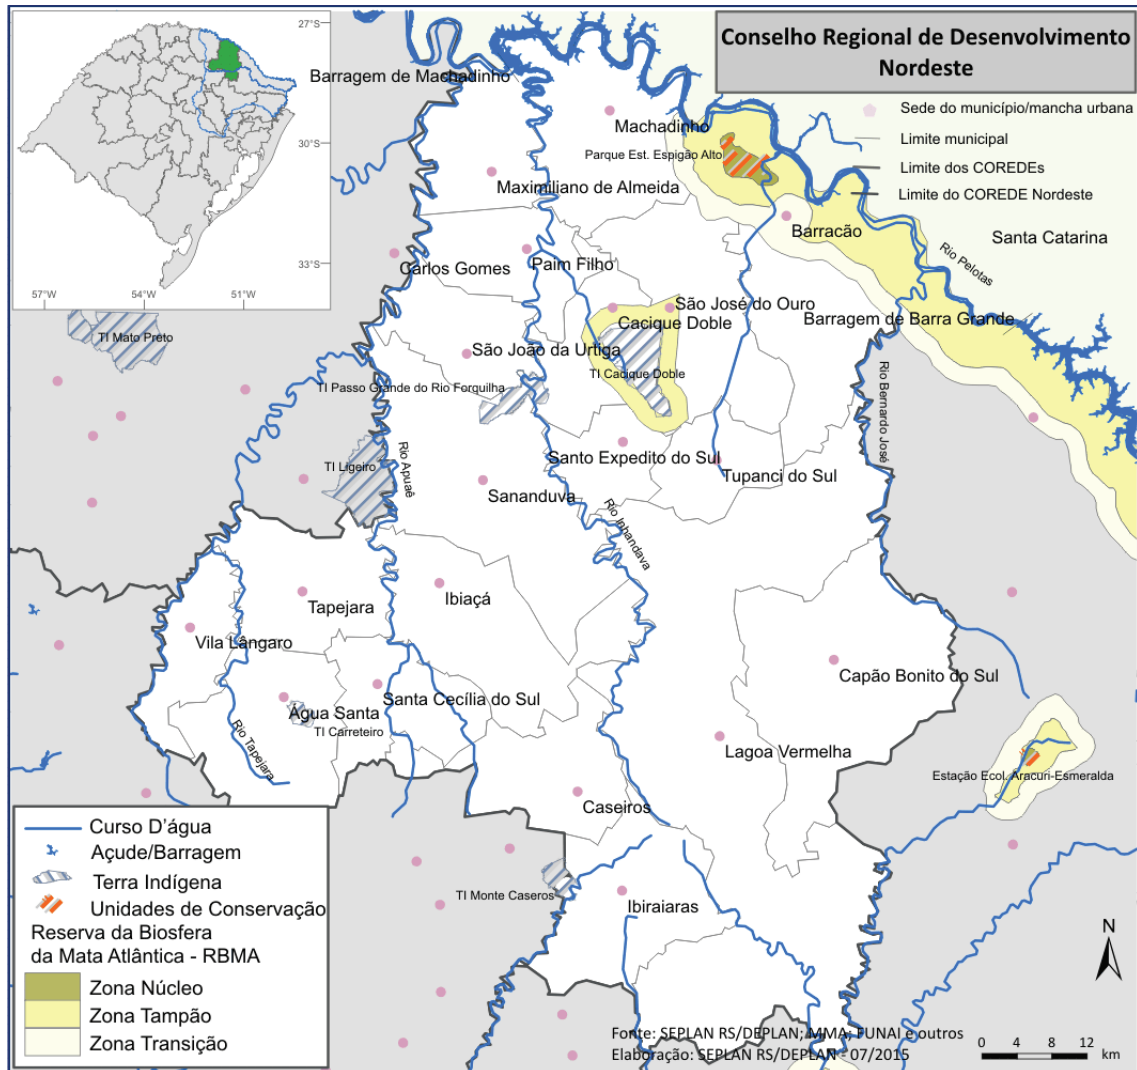 Conselho Regional de Desenvolvimento
Nordeste
27°S
30°S
33°S
57°W
54°W
51°W
Sede do município/mancha urbana
Limite municipal
Limite dos COREDEs
Limite do COREDE Nordeste
Barragem de Machadinho
Machadinho
Parque Est. Espigão Alto
Maximiliano de Almeida
Barracão
Santa Catarina
Rio Pelotas
Carlos Gomes
Paim Filho
São José do Ouro
Cacique Doble
Barragem de Barra Grande
TI Mato Preto
São João da Urtiga
TI Cacique Doble
TI Passo Grande do Rio Forquilha
Rio Bernardo José
Rio Apuaê
TI Ligeiro
Santo Expedito do Sul
Tupanci do Sul
Sananduva
Rio Inhandava
Ibiaçá
Tapejara
Vila Lângaro
Capão Bonito do Sul
Santa Cecília do Sul
Água Santa
TI Carreteiro
Rio Tapejara
Lagoa Vermelha
Estação Ecol. Aracuri-Esmeralda
Caseiros
TI Monte Caseros
Ibiraiaras
Curso D'água
Açude/Barragem
Terra Indígena
Unidades de Conservação
Reserva da Biosfera
da Mata Atlântica - RBMA
Zona Núcleo
Zona Tampão
Zona Transição
N
Fonte: SEPLAN RS/DEPLAN; MMA; FUNAI e outros
Elaboração: SEPLAN RS/DEPLAN - 07/2015
0 4 8 12
km